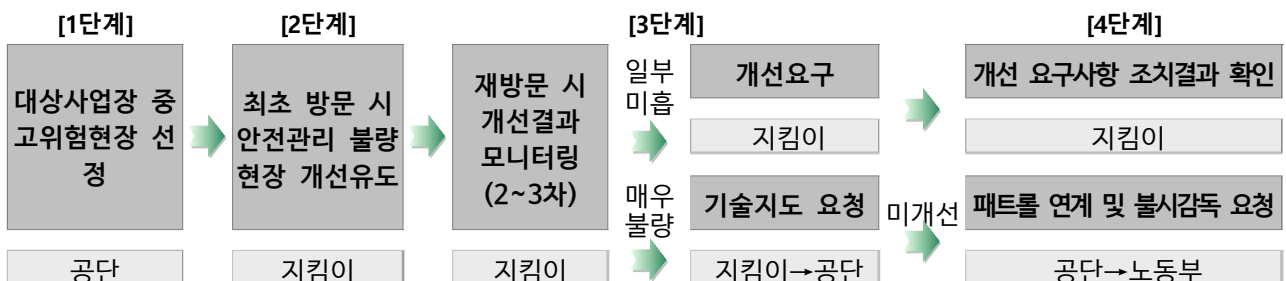 [1단계]
[2단계]
[3단계]
[4단계]
대상사업장 중
고위험현장 선
정
공단
최초 방문 시
안전관리 불량
현장 개선유도
지킴이
재방문 시
개선결과
모니터링
(2~3차)
지킴이
일부
미흡
개선요구
지킴이
개선 요구사항 조치결과 확인
지킴이
매우
불량
기술지도 요청
지킴이→공단
미개선
패트롤 연계 및 불시감독 요청
공단→노동부